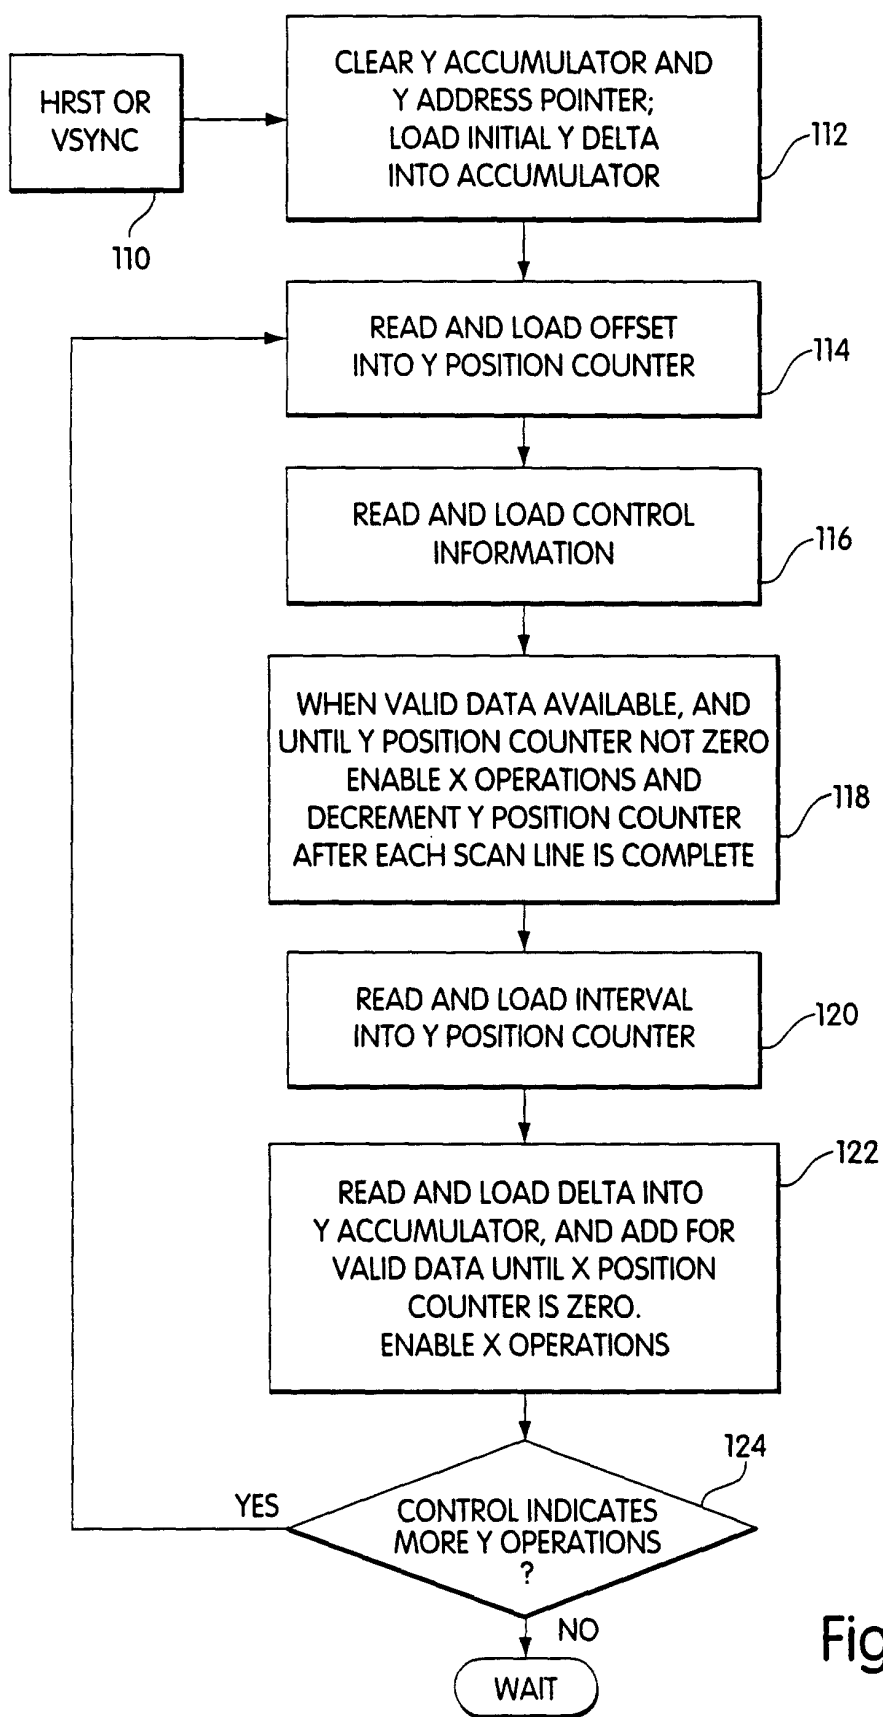 HRST OR
VSYNC
110
CLEAR Y ACCUMULATOR AND
Y ADDRESS POINTER;
LOAD INITIAL Y DELTA
INTO ACCUMULATOR
112
READ AND LOAD OFFSET
INTO Y POSITION COUNTER
114
READ AND LOAD CONTROL
INFORMATION
116
WHEN VALID DATA AVAILABLE, AND
UNTIL Y POSITION COUNTER NOT ZERO
ENABLE X OPERATIONS AND
DECREMENT Y POSITION COUNTER
AFTER EACH SCAN LINE IS COMPLETE
118
READ AND LOAD INTERVAL
INTO Y POSITION COUNTER
120
READ AND LOAD DELTA INTO
Y ACCUMULATOR, AND ADD FOR
VALID DATA UNTIL X POSITION
COUNTER IS ZERO.
ENABLE X OPERATIONS
122
CONTROL INDICATES
MORE Y OPERATIONS
?
124
YES
NO
WAIT
Fig